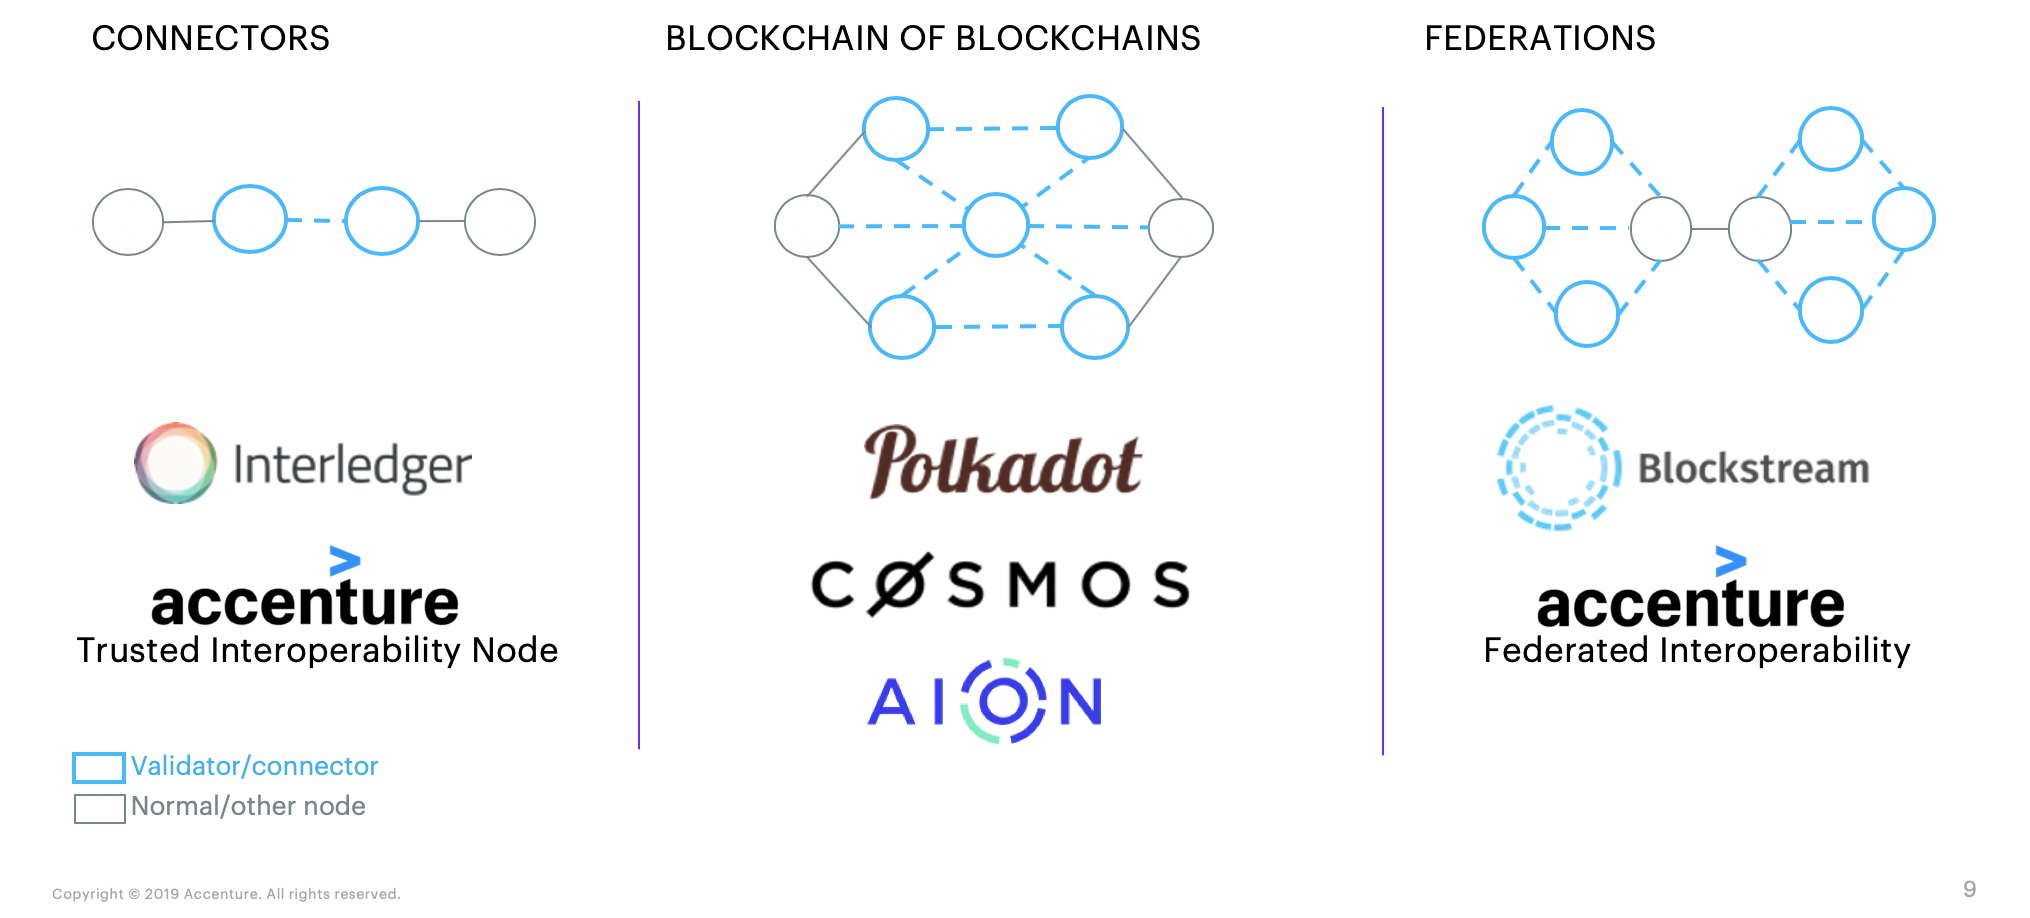 CONNECTORS
BLOCKCHAIN OF BLOCKCHAINS
FEDERATIONS
Interledger
accenture
Trusted Interoperability Node
Polkadot
CØSMOS
AION
Blockstream
accenture
Federated Interoperability
Validator/connector
Normal/other node
Copyright © 2019 Accenture. All rights reserved.
9